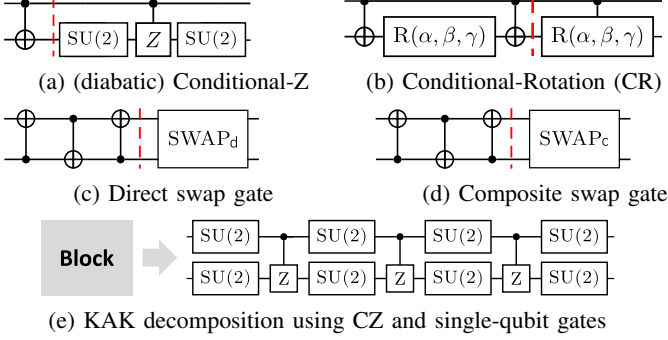 SU(2) Z SU(2) R(α, β, γ) R(α, β, γ)
(a) (diabatic) Conditional-Z (b) Conditional-Rotation (CR)
SWAPd SWAPc
(c) Direct swap gate (d) Composite swap gate
SU(2) SU(2) SU(2) SU(2)
Block
SU(2) Z SU(2) Z SU(2) Z SU(2)
(e) KAK decomposition using CZ and single-qubit gates